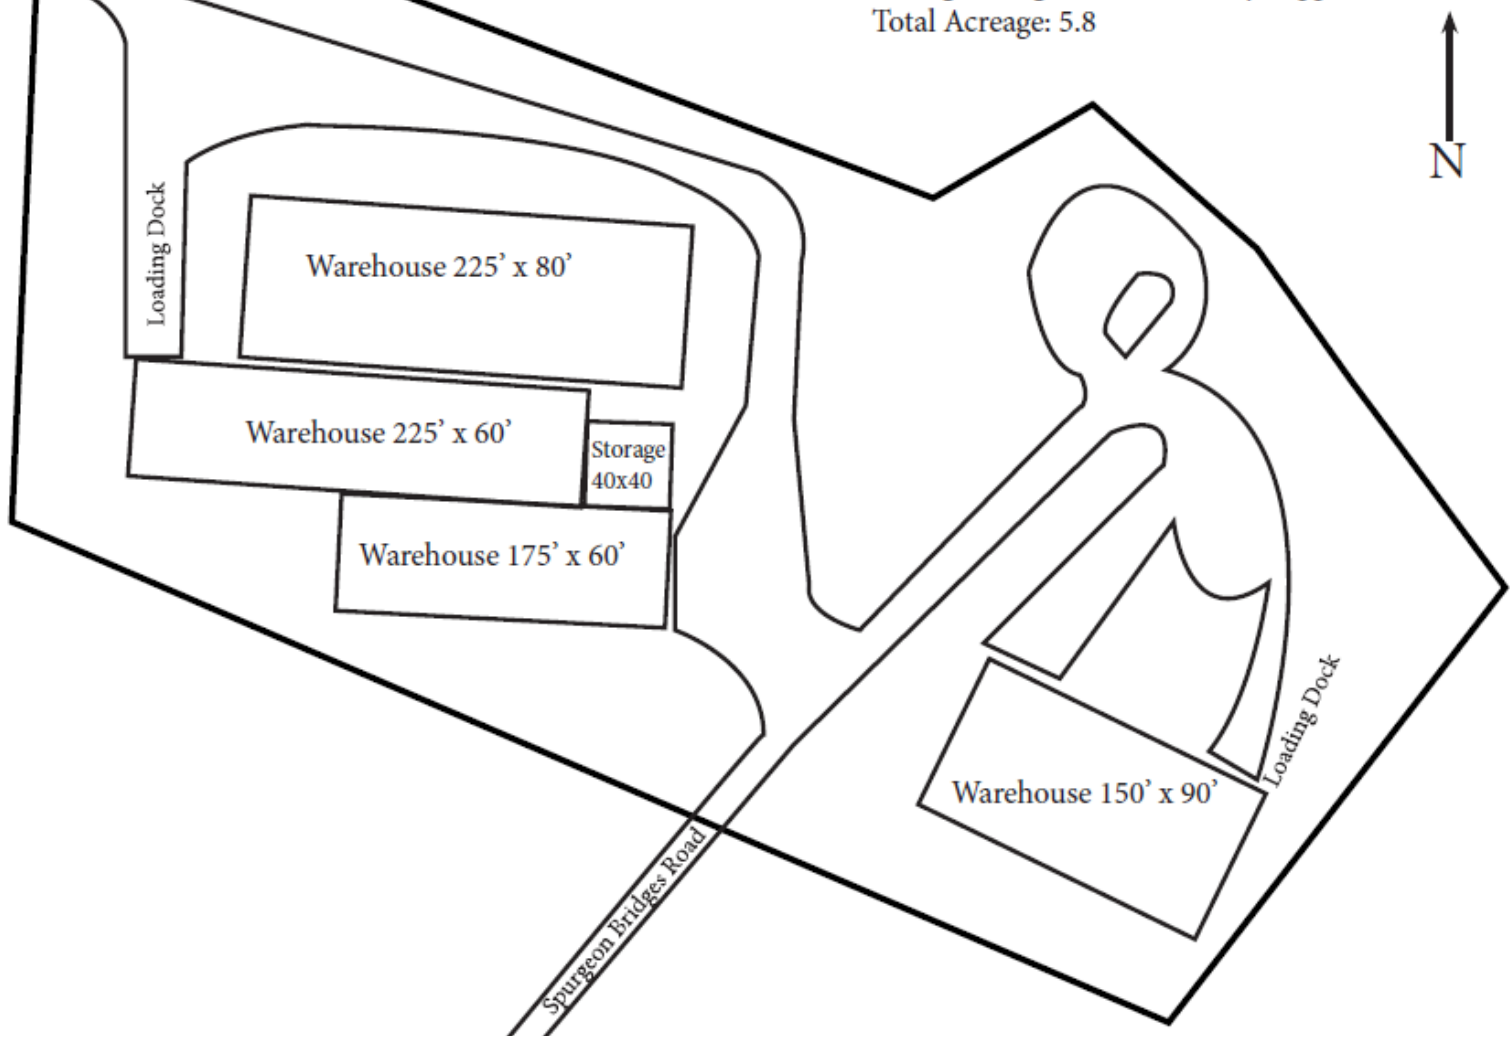 Total Acreage: 5.8
N
Loading Dock
Warehouse 225’ x 80’
Warehouse 225’ x 60’
Storage
40x40
Warehouse 175’ x 60’
Loading Dock
Warehouse 150’ x 90’
Spurgeon Bridges Road